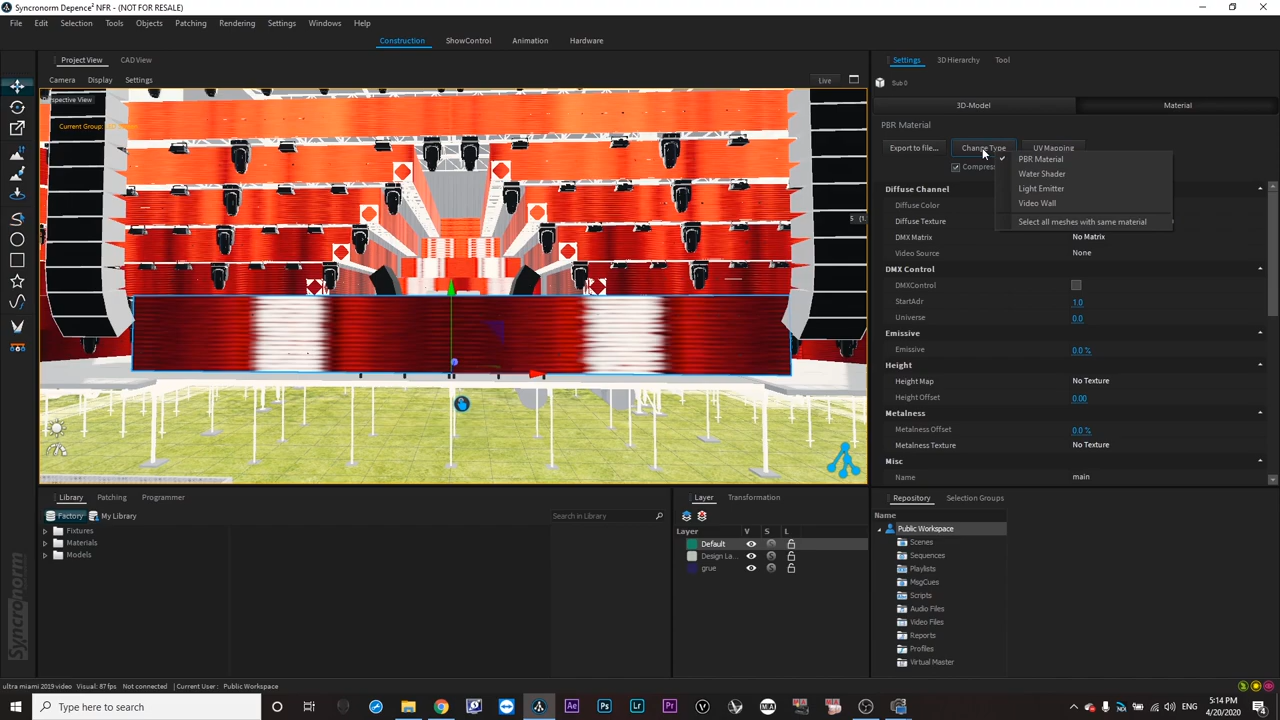 Syncronorm Depence² NFR - (NOT FOR RESALE)
File Edit Selection Tools Objects Patching Rendering Settings Windows Help
Construction ShowControl Animation Hardware
Project View CAD View
Camera Display Settings
Live
Perspective View
Current Group:
Settings 3D Hierarchy Tool
Sub 0
3D-Model Material
PBR Material
Export to file... Change Type UV Mapping
Compress
PBR Material
Water Shader
Light Emitter
Video Wall
Select all meshes with same material
Diffuse Channel
Diffuse Color
Diffuse Texture
DMX Matrix No Matrix
Video Source None
DMX Control
DMXControl
StartAdr 1.0
Universe 0.0
Emissive
Emissive 0.0 %
Height
Height Map No Texture
Height Offset 0.00
Metalness
Metalness Offset 0.0 %
Metalness Texture No Texture
Misc
Name main
Library Patching Programmer
Factory My Library Search in Library
Fixtures
Materials
Models
Layer Transformation
Layer V S L
Default
Design La...
grue
Repository Selection Groups
Name
Public Workspace
Scenes
Sequences
Playlists
MsgCues
Scripts
Audio Files
Video Files
Reports
Profiles
Virtual Master
Syncronorm
ultra miami 2019 video Visual: 87 fps Not connected | Current User : Public Workspace
Type here to search
Ae Ps Lr Pr MA
ENG
5:14 PM
4/20/2020